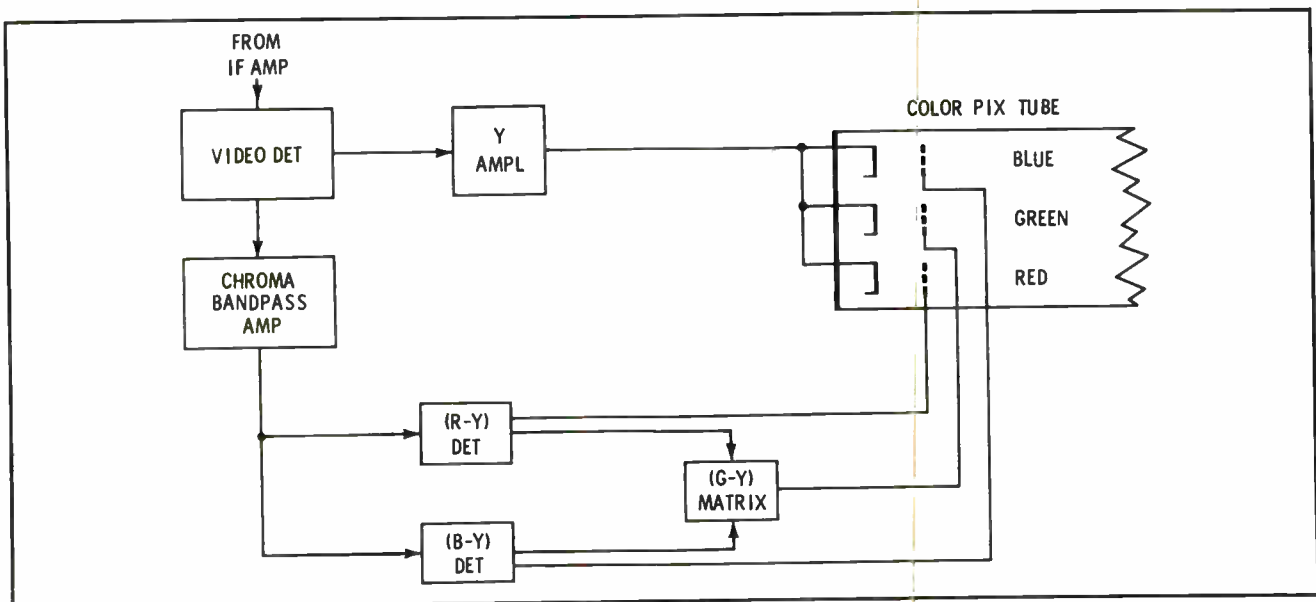 FROM
IF AMP
VIDEO DET
Y
AMPL
COLOR PIX TUBE
BLUE
GREEN
RED
CHROMA
BANDPASS
AMP
(R-Y)
DET
(G-Y)
MATRIX
(B-Y)
DET